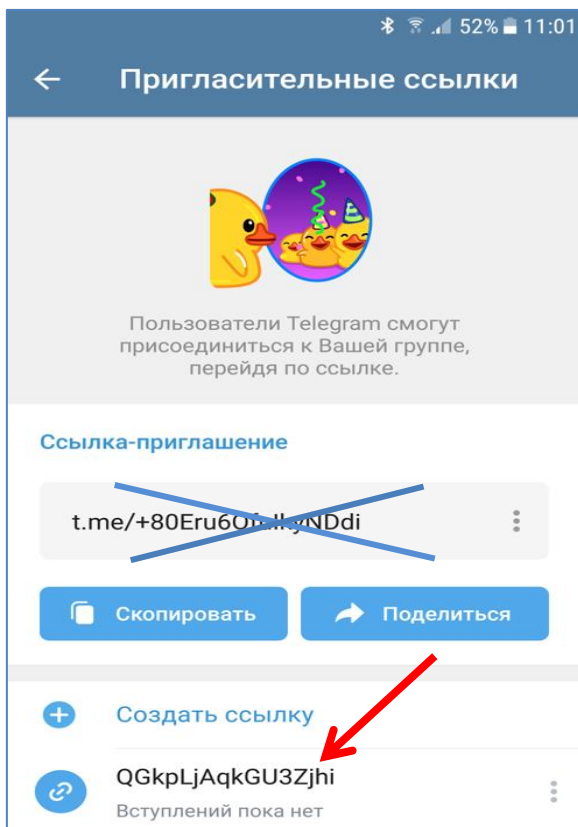 52% 11:01
Пригласительные ссылки
Пользователи Telegram смогут
присоединиться к Вашей группе,
перейдя по ссылке.
Ссылка-приглашение
Скопировать
Поделиться
Создать ссылку
QGkpLjAqkGU3Zjhi
Вступлений пока нет